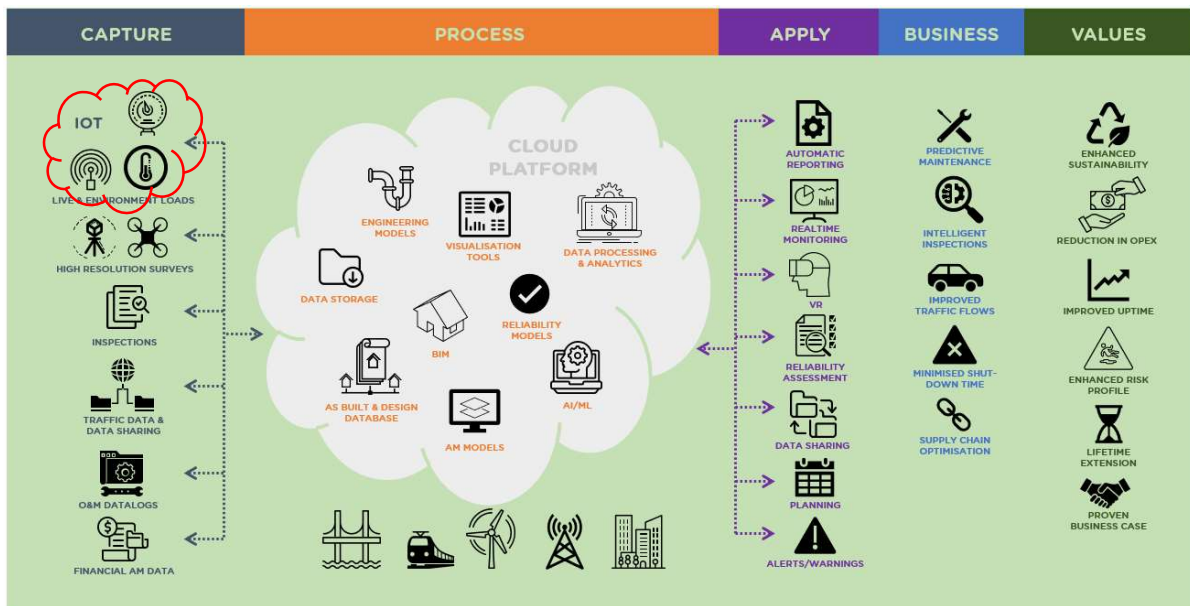 CAPTURE
PROCESS
APPLY
BUSINESS
VALUES
IOT
LIVE & ENVIRONMENT LOADS
HIGH RESOLUTION SURVEYS
INSPECTIONS
TRAFFIC DATA &
DATA SHARING
O&M DATALOGS
FINANCIAL AM DATA
CLOUD
PLATFORM
ENGINEERING
MODELS
VISUALISATION
TOOLS
DATA PROCESSING
& ANALYTICS
DATA STORAGE
BIM
RELIABILITY
MODELS
AS BUILT & DESIGN
DATABASE
AM MODELS
AI/ML
AUTOMATIC
REPORTING
REALTIME
MONITORING
VR
RELIABILITY
ASSESSMENT
DATA SHARING
PLANNING
ALERTS/WARNINGS
PREDICTIVE
MAINTENANCE
INTELLIGENT
INSPECTIONS
IMPROVED
TRAFFIC FLOWS
MINIMISED SHUT-
DOWN TIME
SUPPLY CHAIN
OPTIMISATION
ENHANCED
SUSTAINABILITY
REDUCTION IN OPEX
IMPROVED UPTIME
ENHANCED RISK
PROFILE
LIFETIME
EXTENSION
PROVEN
BUSINESS CASE